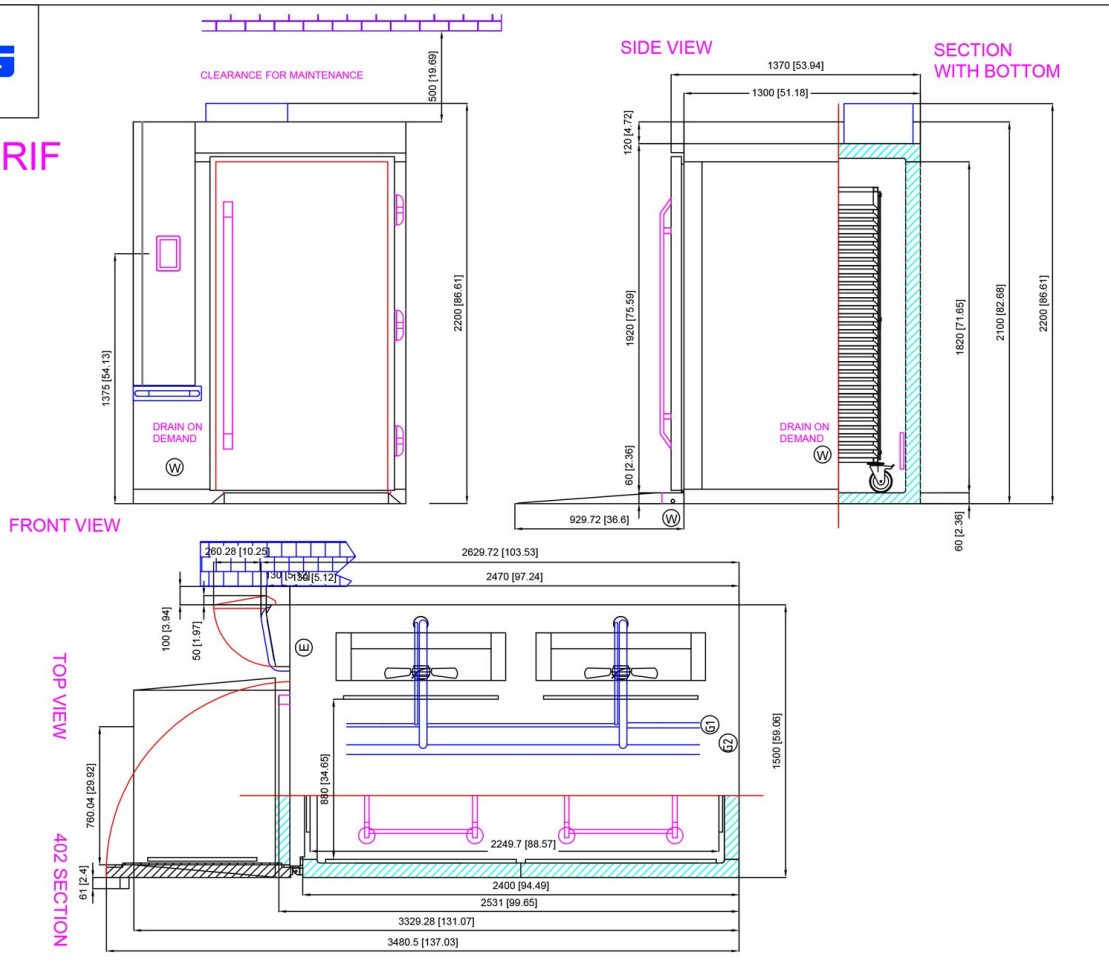 RIF
CLEARANCE FOR MAINTENANCE
500 [19.69]
2200 [86.61]
1375 [54.13]
DRAIN ON
DEMAND
W
FRONT VIEW
SIDE VIEW
SECTION
WITH BOTTOM
1370 [53.94]
1300 [51.18]
120 [4.72]
1920 [75.59]
60 [2.36]
1820 [71.65]
2100 [82.68]
2200 [86.61]
DRAIN ON
DEMAND
W
929.72 [36.6]
W
60 [2.36]
260.28 [10.25]
2629.72 [103.53]
130 [5.12]
2470 [97.24]
100 [3.94]
50 [1.97]
E
TOP VIEW
G1
G2
1500 [59.06]
880 [34.65]
760.04 [29.92]
402 SECTION
61 [2.4]
2249.7 [88.57]
2400 [94.49]
2531 [99.65]
3329.28 [131.07]
3480.5 [137.03]